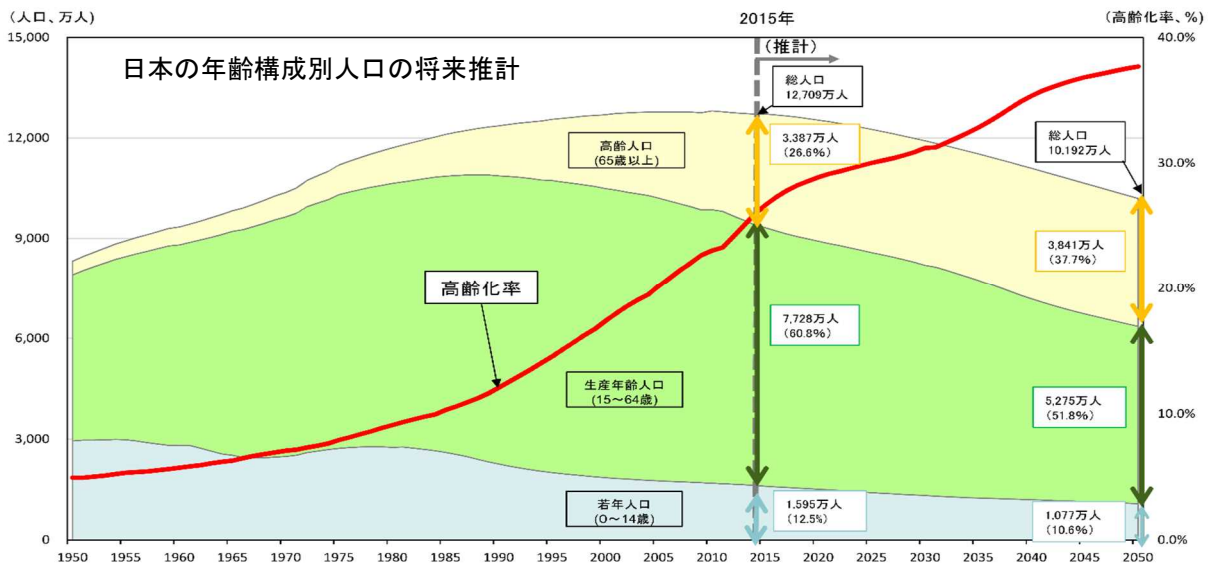 (人口、万人)
2015年
(高齢化率、%)
15,000
40.0%
日本の年齢構成別人口の将来推計
(推計)
総人口
12,709万人
12,000
高齢人口
(65歳以上)
3,387万人
(26.6%)
総人口
10,192万人
30.0%
9,000
3,841万人
(37.7%)
高齢化率
20.0%
7,728万人
(60.8%)
6,000
生産年齢人口
(15～64歳)
5,275万人
(51.8%)
10.0%
3,000
若年人口
(0～14歳)
1,595万人
(12.5%)
1,077万人
(10.6%)
0
0.0%
1950 1955 1960 1965 1970 1975 1980 1985 1990 1995 2000 2005 2010 2015 2020 2025 2030 2035 2040 2045 2050